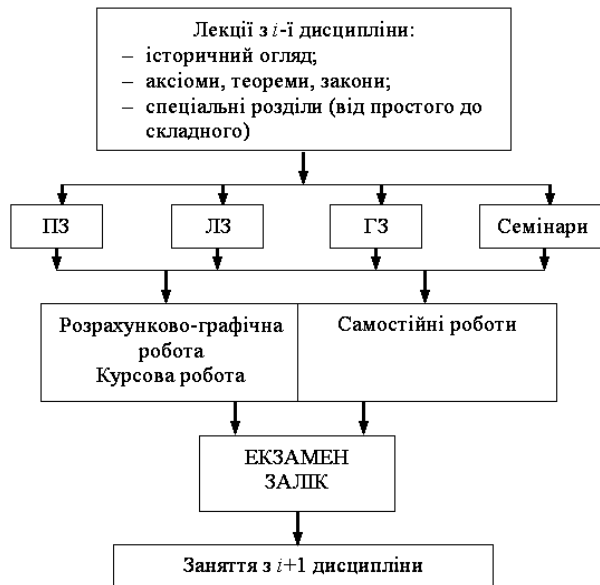 Лекції з i-ї дисципліни:
– історичний огляд;
– аксіоми, теореми, закони;
– спеціальні розділи (від простого до
складного)
ПЗ
ЛЗ
ГЗ
Семінари
Розрахунково-графічна
робота
Курсова робота
Самостійні роботи
ЕКЗАМЕН
ЗАЛІК
Заняття з i+1 дисципліни